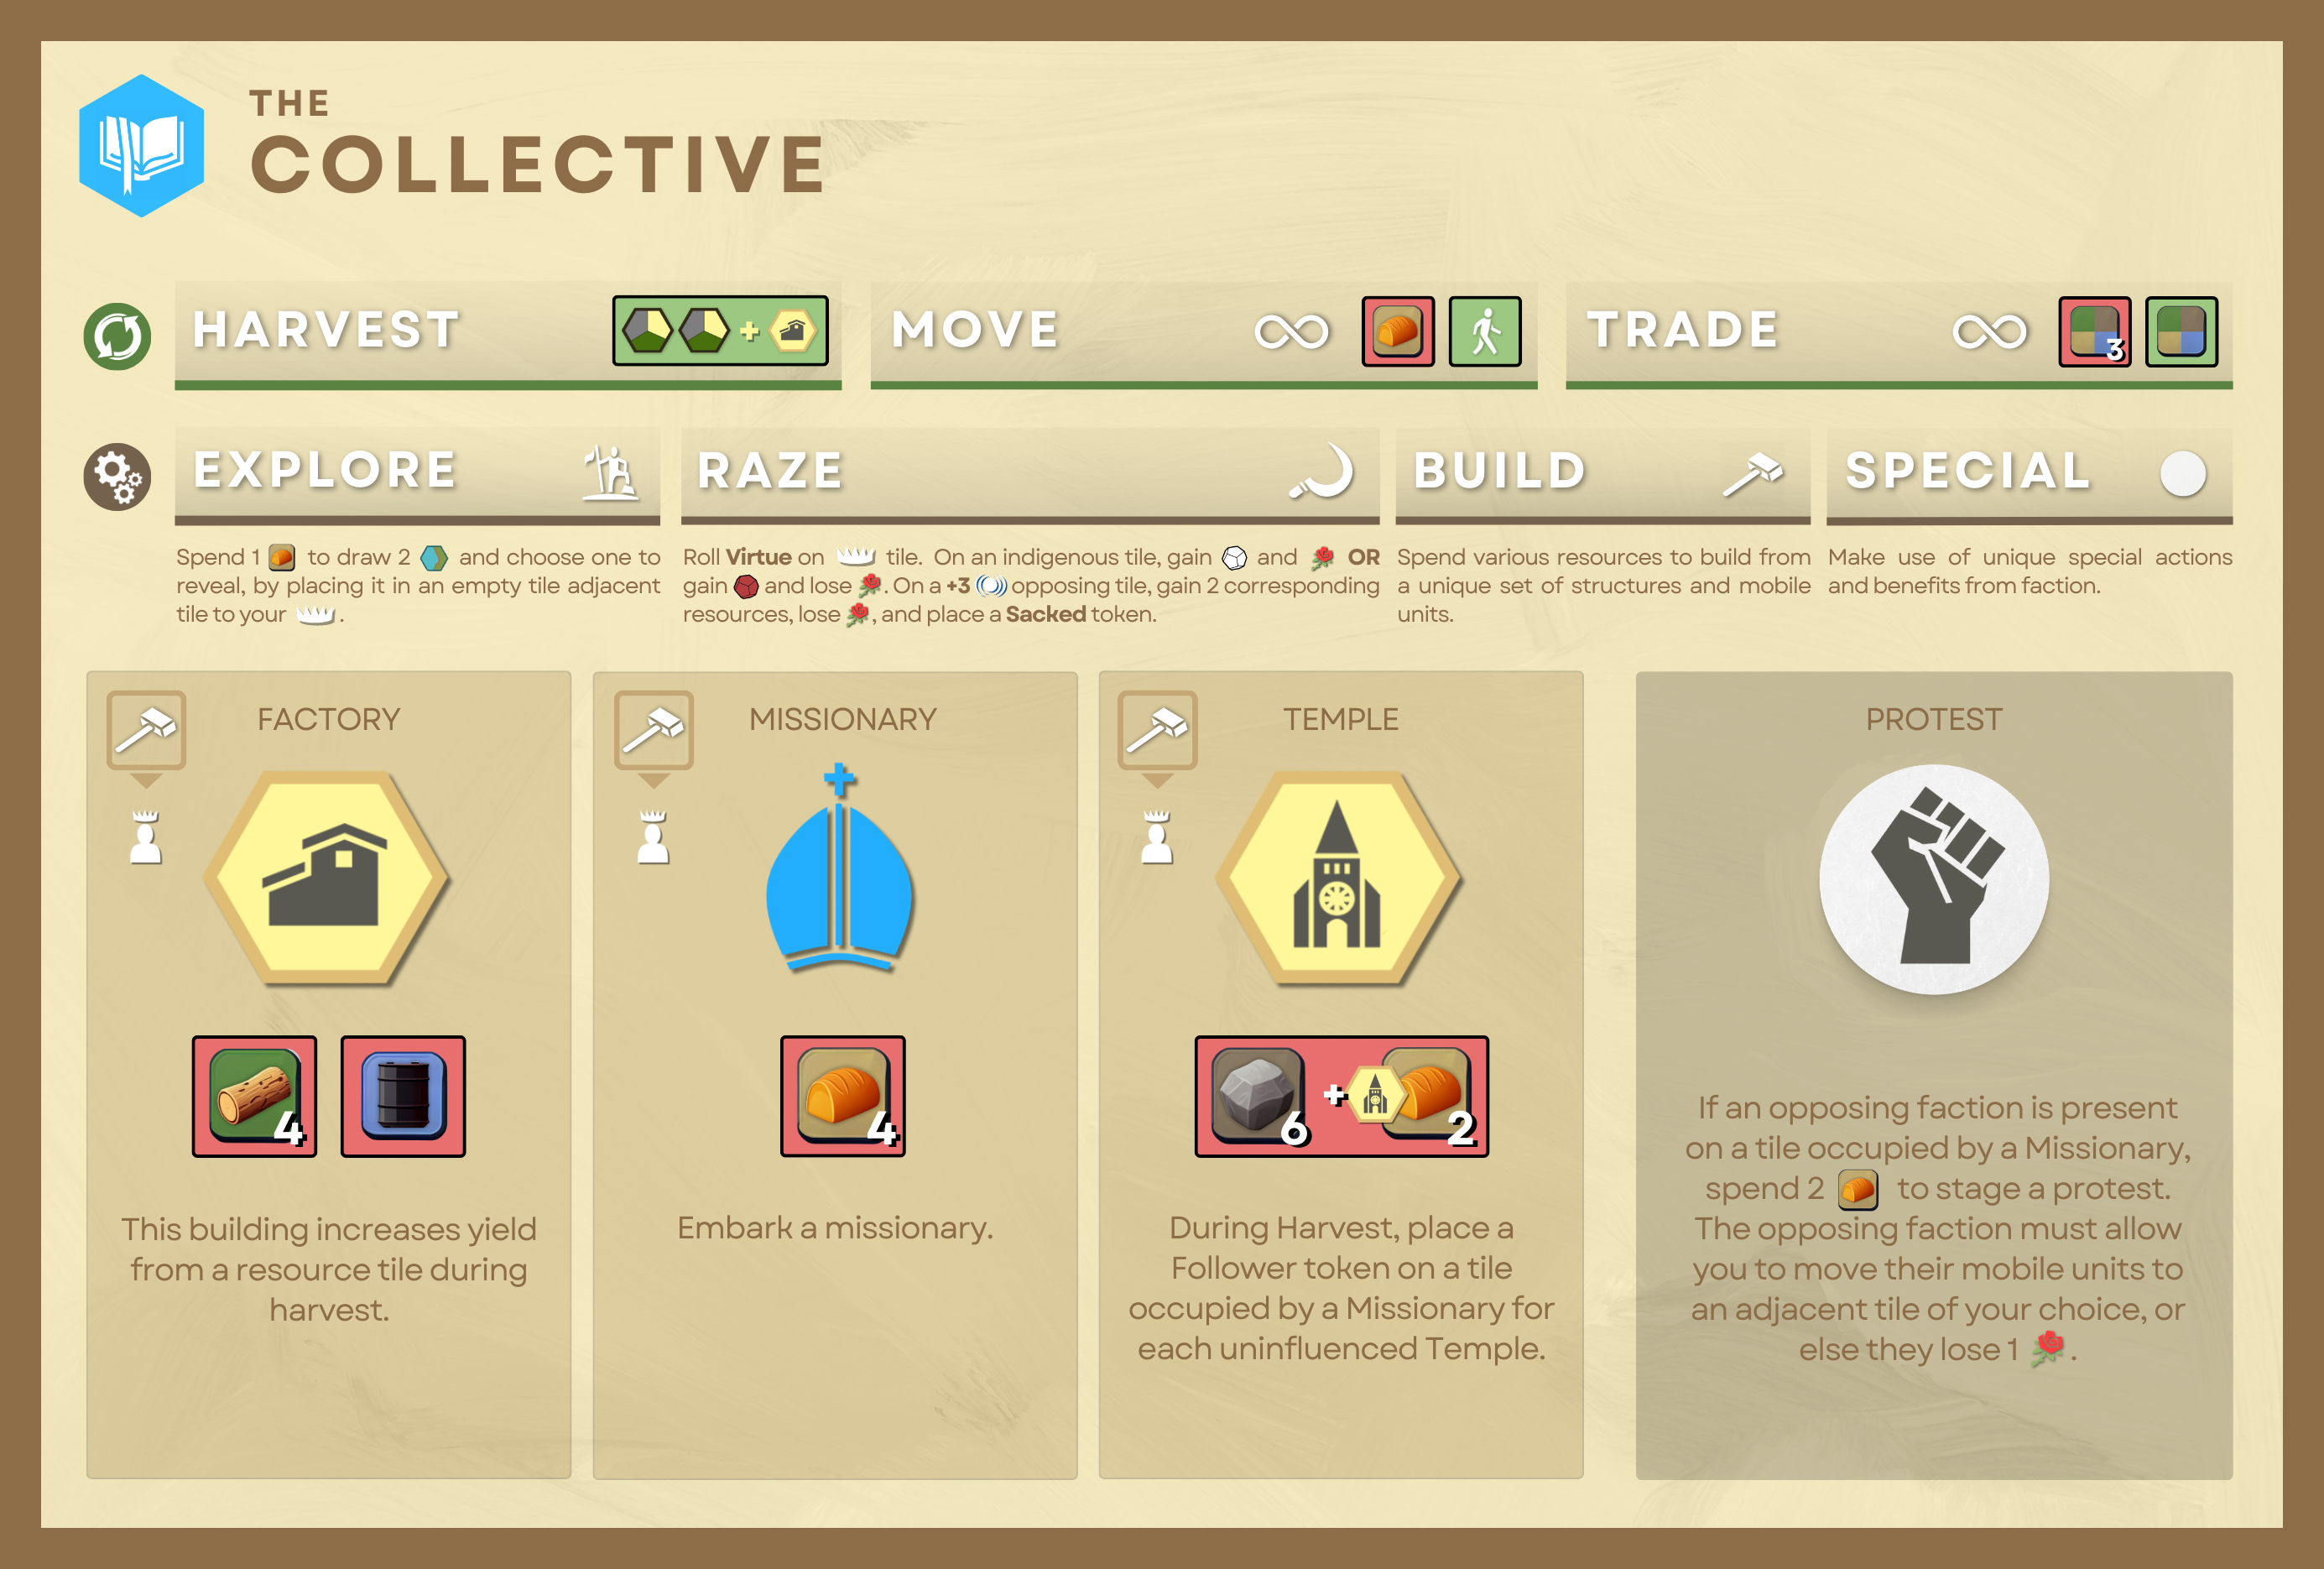 THE
COLLECTIVE
HARVEST
MOVE
TRADE
3
EXPLORE
RAZE
BUILD
SPECIAL
Spend 1 to draw 2 and choose one to
reveal, by placing it in an empty tile adjacent
tile to your .
Roll Virtue on tile. On an indigenous tile, gain and OR
gain and lose . On a +3 opposing tile, gain 2 corresponding
resources, lose , and place a Sacked token.
Spend various resources to build from
a unique set of structures and mobile
units.
Make use of unique special actions
and benefits from faction.
FACTORY
4
This building increases yield
from a resource tile during
harvest.
MISSIONARY
4
Embark a missionary.
TEMPLE
6 + 2
During Harvest, place a
Follower token on a tile
occupied by a Missionary for
each uninfluenced Temple.
PROTEST
If an opposing faction is present
on a tile occupied by a Missionary,
spend 2 to stage a protest.
The opposing faction must allow
you to move their mobile units to
an adjacent tile of your choice, or
else they lose 1 .